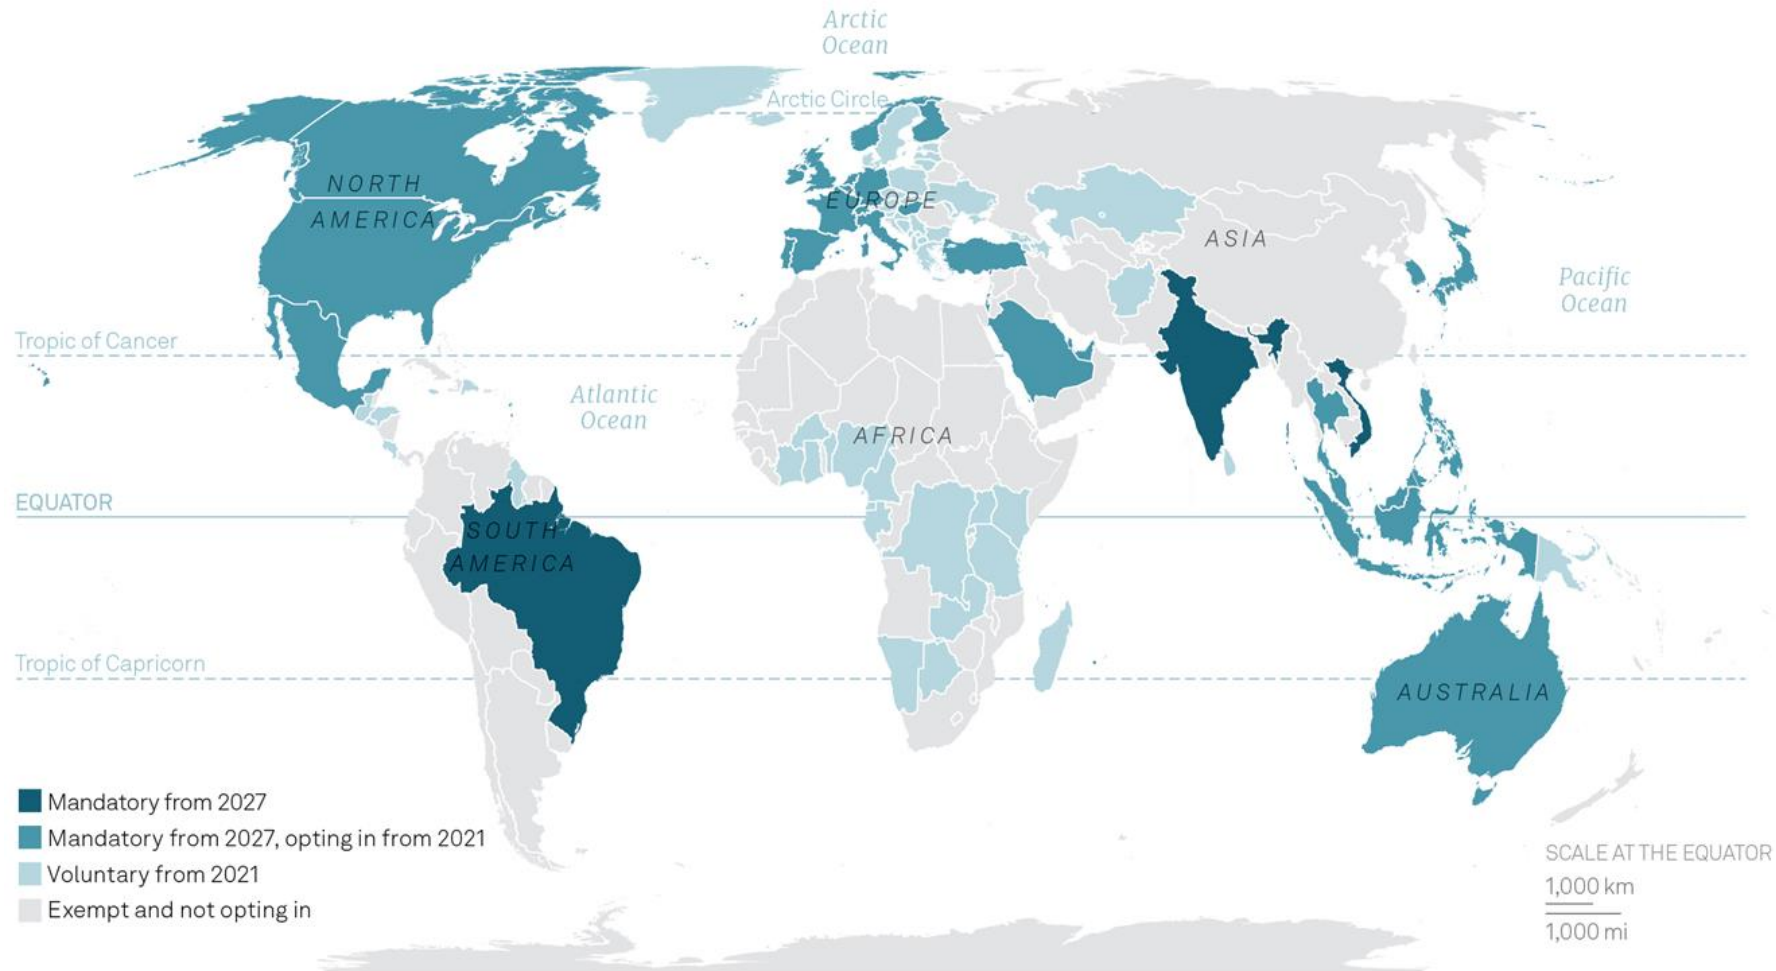 Arctic
Ocean
Arctic Circle
NORTH
AMERICA
EUROPE
ASIA
Pacific
Ocean
Tropic of Cancer
Atlantic
Ocean
AFRICA
EQUATOR
SOUTH
AMERICA
Tropic of Capricorn
AUSTRALIA
Mandatory from 2027
Mandatory from 2027, opting in from 2021
Voluntary from 2021
Exempt and not opting in
SCALE AT THE EQUATOR
1,000 km
1,000 mi